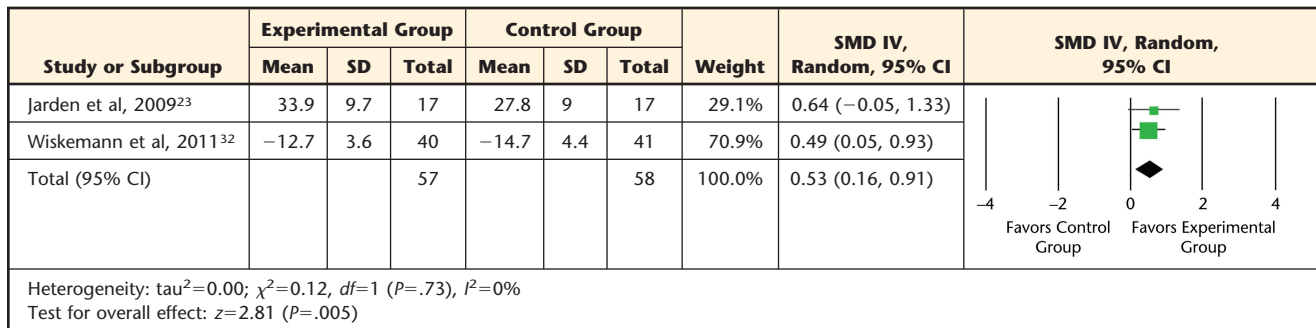 Experimental Group Control Group
Study or Subgroup Mean SD Total Mean SD Total Weight SMD IV, Random, 95% CI SMD IV, Random, 95% CI
Jarden et al, 2009²³ 33.9 9.7 17 27.8 9 17 29.1% 0.64 (−0.05, 1.33)
Wiskemann et al, 2011³² −12.7 3.6 40 −14.7 4.4 41 70.9% 0.49 (0.05, 0.93)
Total (95% CI) 57 58 100.0% 0.53 (0.16, 0.91)
−4 −2 0 2 4
Favors Control Group Favors Experimental Group
Heterogeneity: tau²=0.00; χ²=0.12, df=1 (P=.73), I²=0%
Test for overall effect: z=2.81 (P=.005)